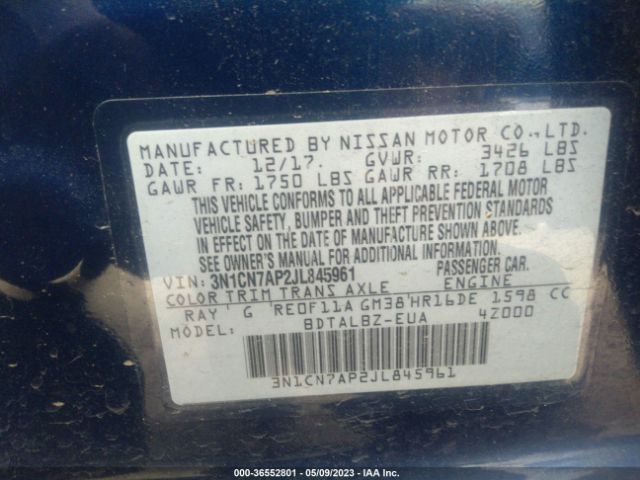 MANUFACTURED BY NISSAN MOTOR CO., LTD.
DATE: 12/17. GVWR: 3426 LBS
GAWR FR: 1750 LBS GAWR RR: 1708 LBS
THIS VEHICLE CONFORMS TO ALL APPLICABLE FEDERAL MOTOR
VEHICLE SAFETY, BUMPER AND THEFT PREVENTION STANDARDS
IN EFFECT ON THE DATE OF MANUFACTURE SHOWN ABOVE.
SEE OWNER'S MANUAL FOR ADDITIONAL INFORMATION.
VIN: 3N1CN7AP2JL845961 PASSENGER CAR.
COLOR TRIM TRANS AXLE ENGINE
RAY G RE0F11A GM38 HR16DE 1598 CC
MODEL: BDTALBZ-EUA 4Z000
3N1CN7AP2JL845961
000-36552801 - 05/09/2023 - IAA Inc.